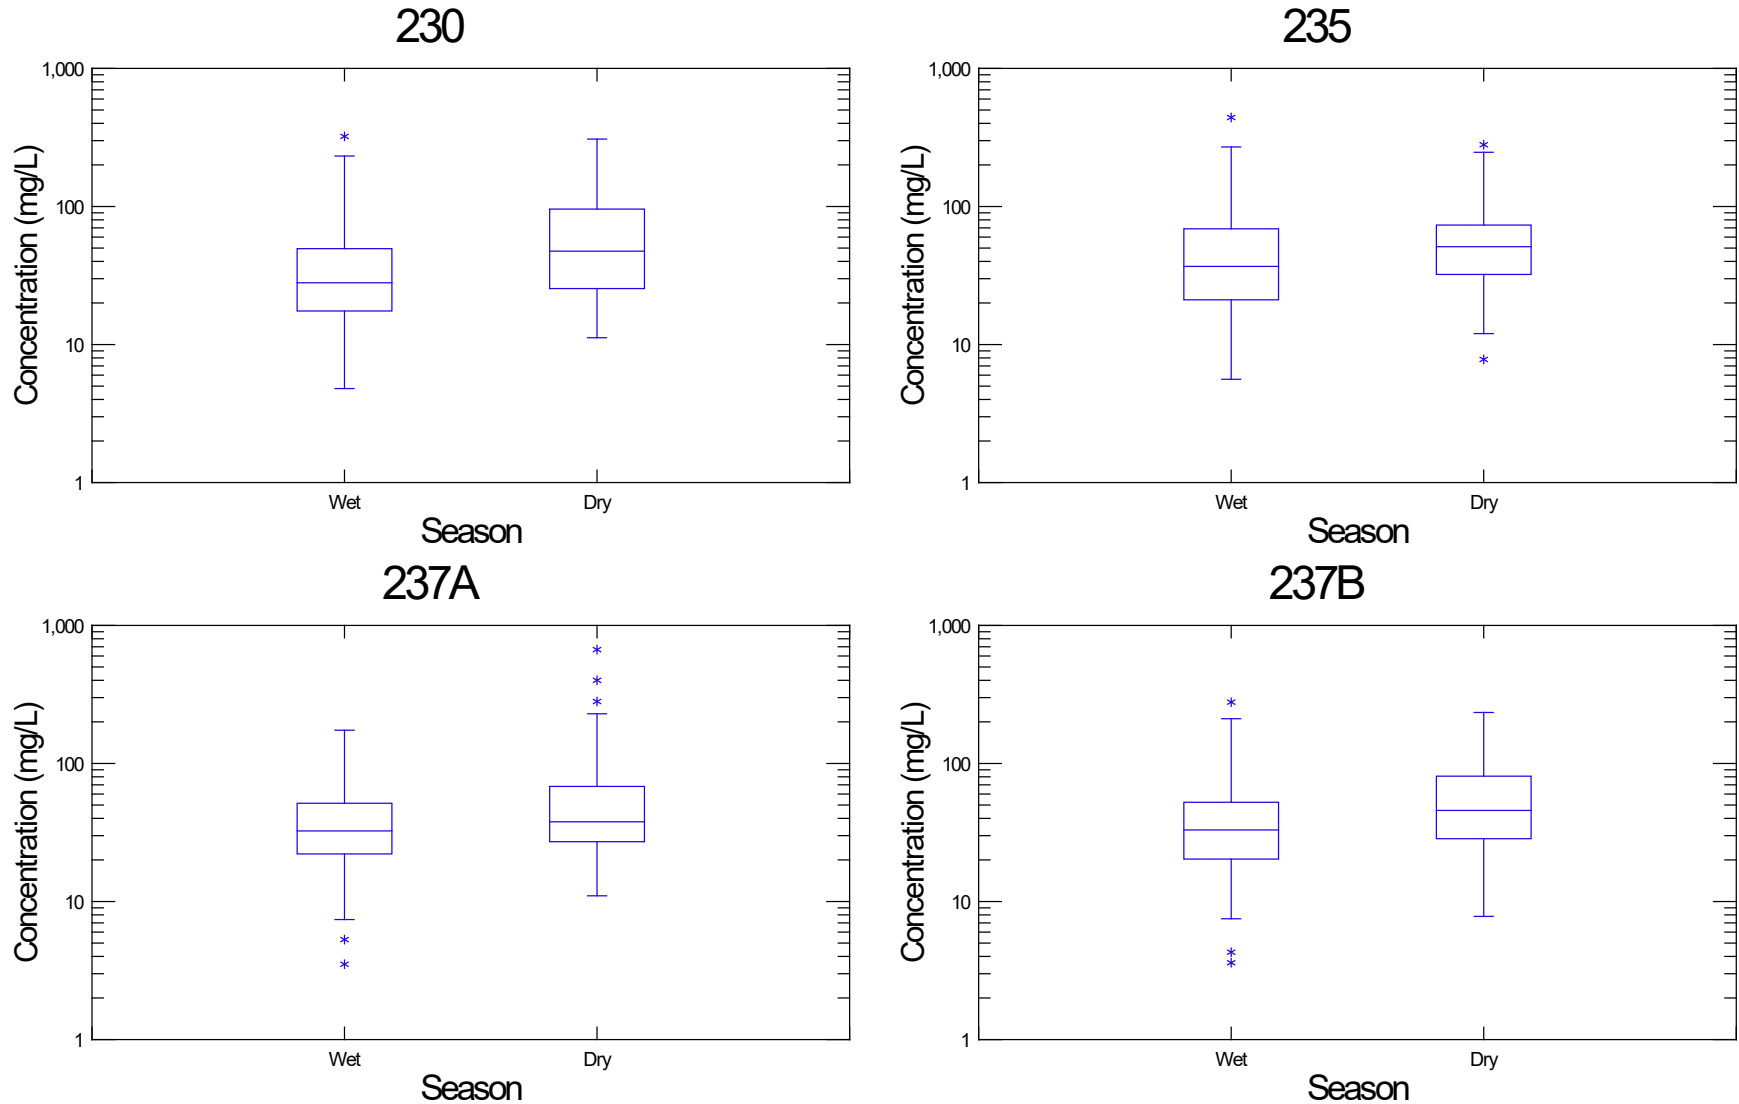 230
1,000
100
10
1
Concentration (mg/L)
Wet
Dry
Season
235
1,000
100
10
1
Concentration (mg/L)
Wet
Dry
Season
237A
1,000
100
10
1
Concentration (mg/L)
Wet
Dry
Season
237B
1,000
100
10
1
Concentration (mg/L)
Wet
Dry
Season